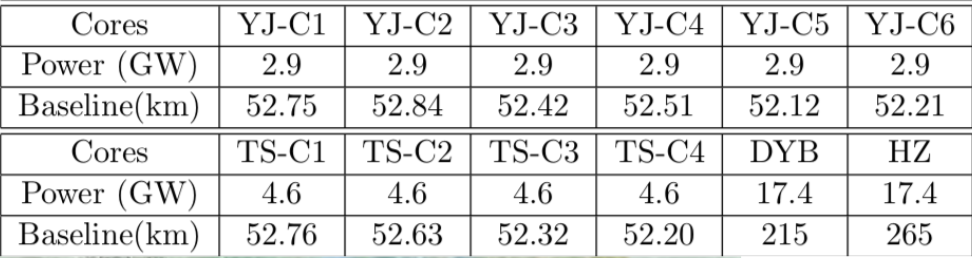 Cores YJ-C1 YJ-C2 YJ-C3 YJ-C4 YJ-C5 YJ-C6
Power (GW) 2.9 2.9 2.9 2.9 2.9 2.9
Baseline(km) 52.75 52.84 52.42 52.51 52.12 52.21
Cores TS-C1 TS-C2 TS-C3 TS-C4 DYB HZ
Power (GW) 4.6 4.6 4.6 4.6 17.4 17.4
Baseline(km) 52.76 52.63 52.32 52.20 215 265